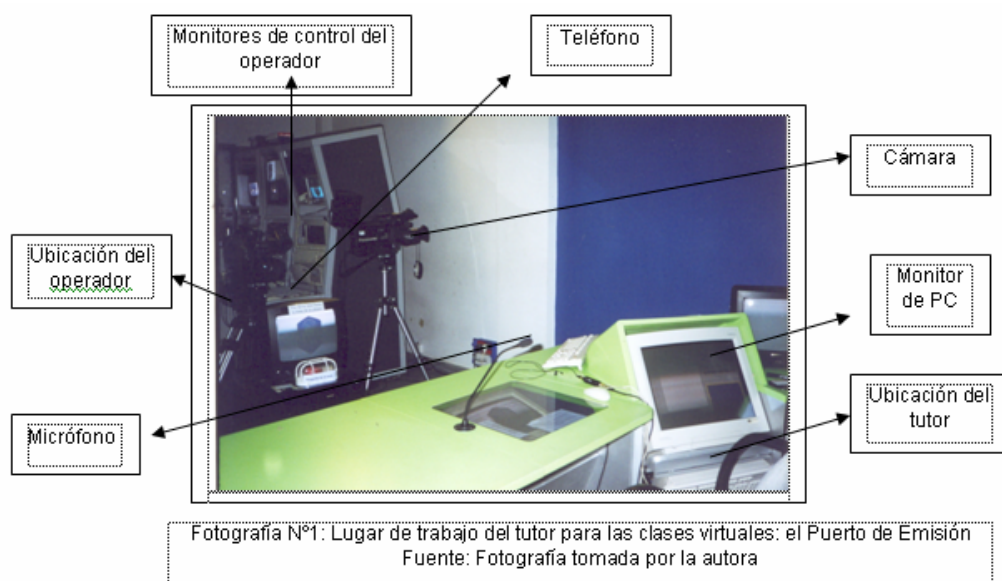 Monitores de control del
operador
Teléfono
Cámara
Ubicación del
operador
Monitor
de PC
Ubicación del
tutor
Micrófono
Fotografía Nº1: Lugar de trabajo del tutor para las clases virtuales: el Puerto de Emisión
Fuente: Fotografía tomada por la autora